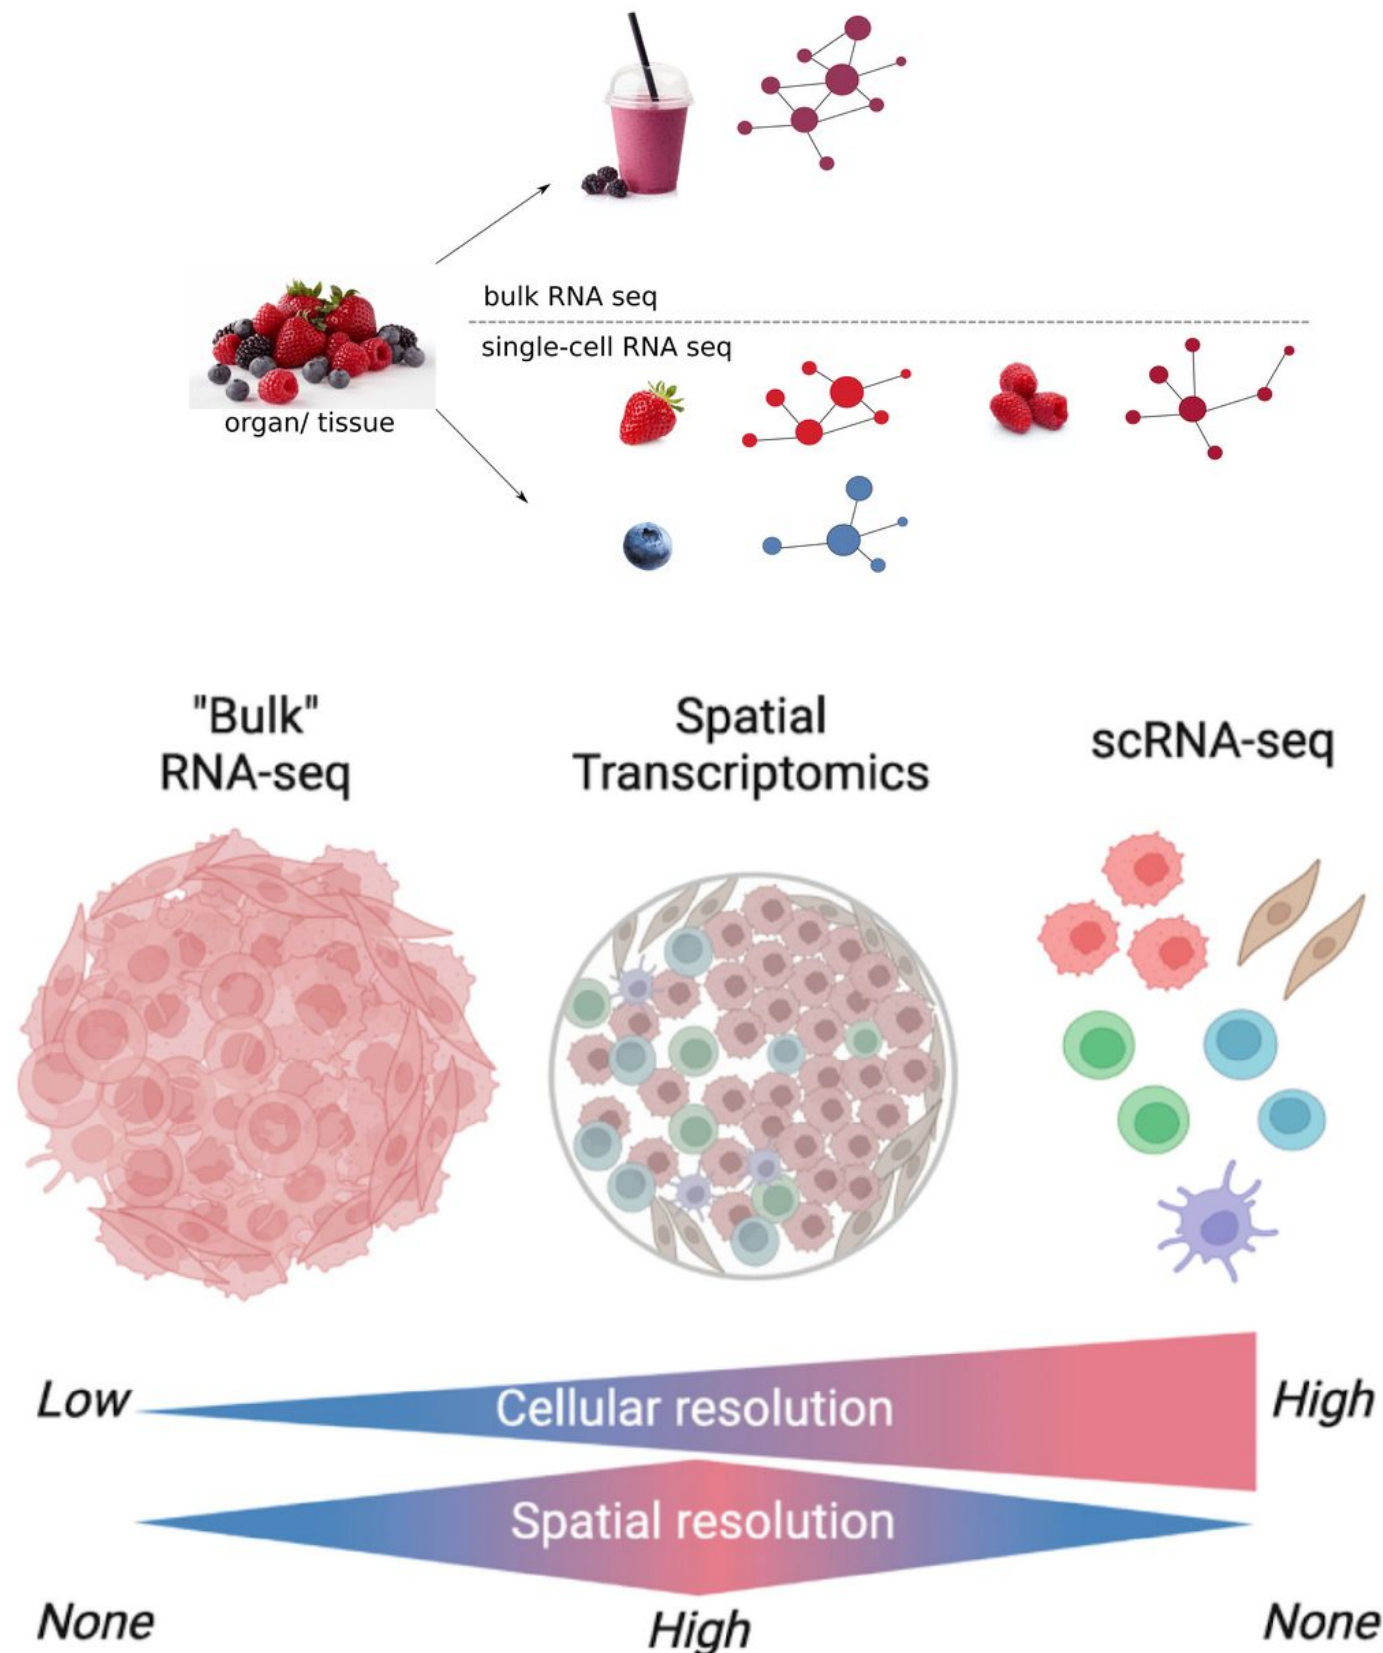 bulk RNA seq
single-cell RNA seq
organ/ tissue
"Bulk"
RNA-seq
Spatial
Transcriptomics
scRNA-seq
Low
Cellular resolution
High
Spatial resolution
None
High
None